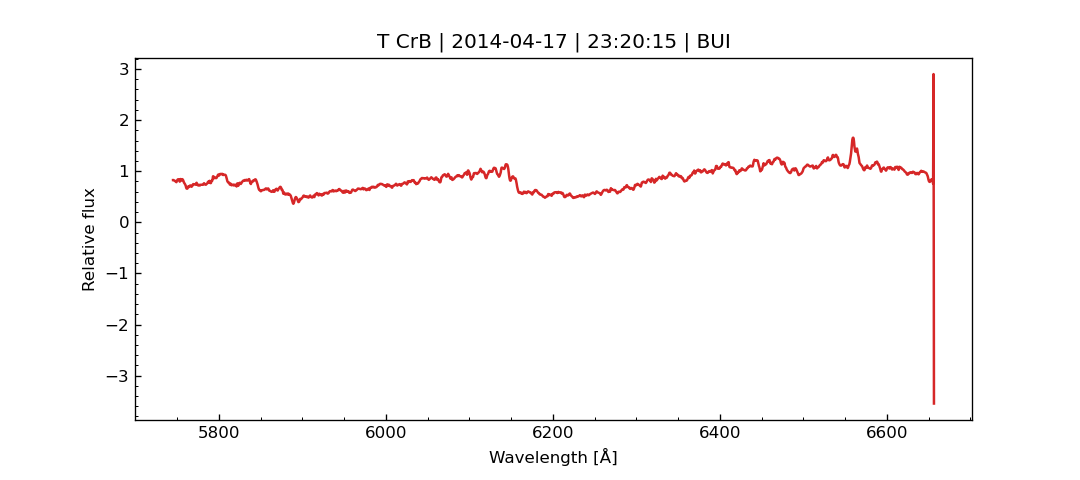 T CrB | 2014-04-17 | 23:20:15 | BUI
3
2
1
0
−1
−2
−3
Relative flux
5800 6000 6200 6400 6600
Wavelength [Å]